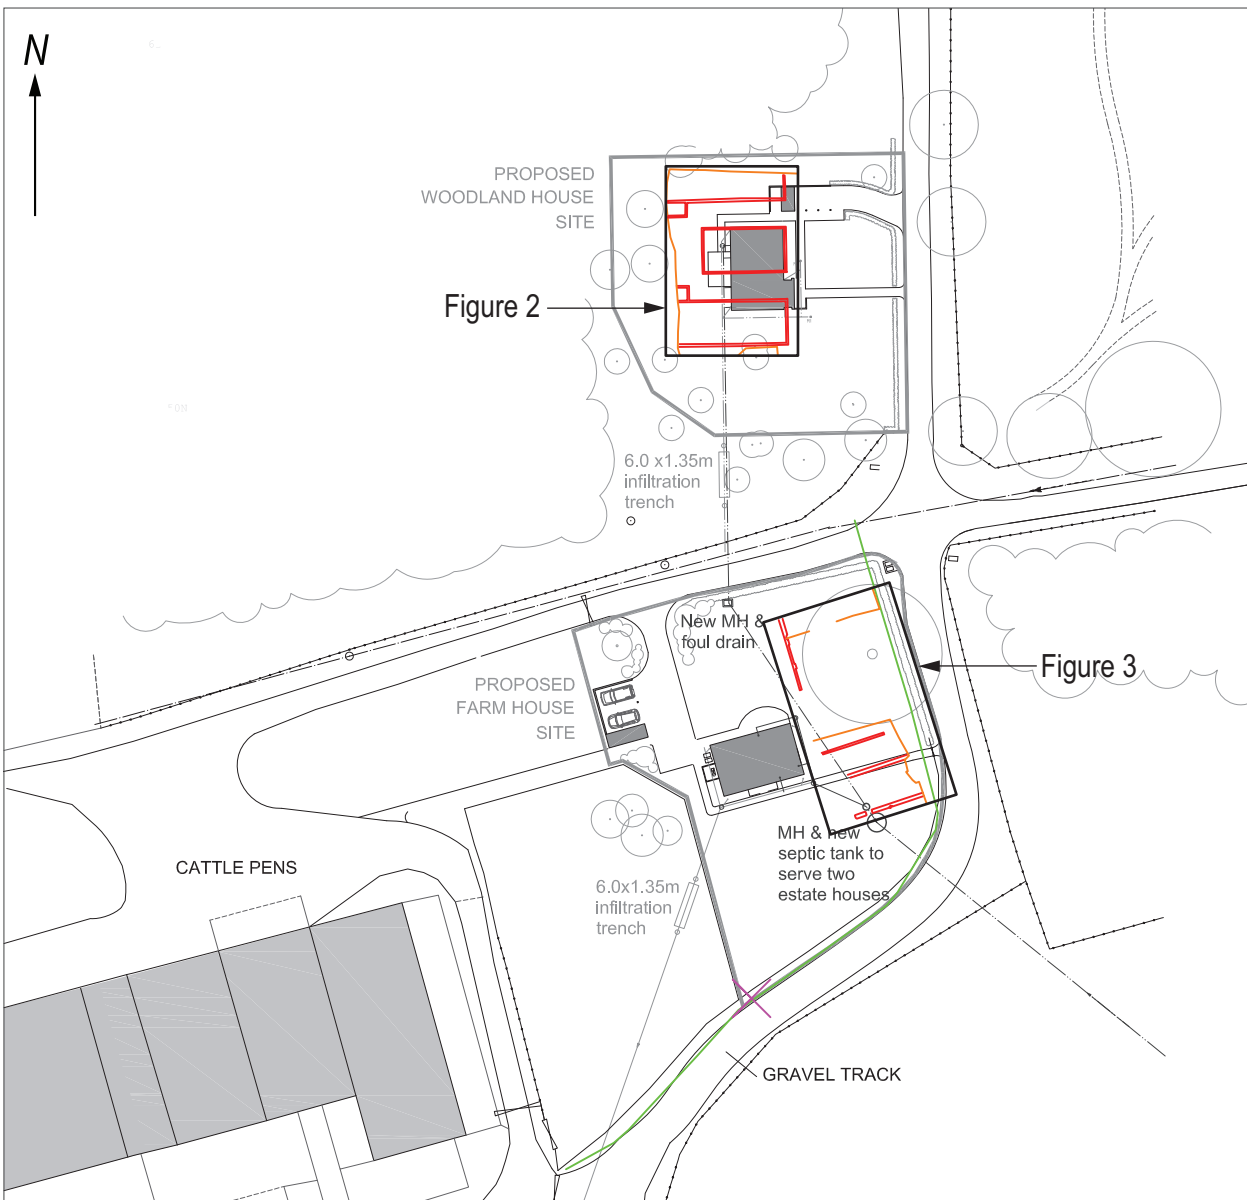 N
PROPOSED
WOODLAND HOUSE
SITE
Figure 2
6.0 x1.35m
infiltration
trench
New MH &
foul drain
Figure 3
PROPOSED
FARM HOUSE
SITE
MH & new
septic tank to
serve two
estate houses
CATTLE PENS
6.0x1.35m
infiltration
trench
GRAVEL TRACK